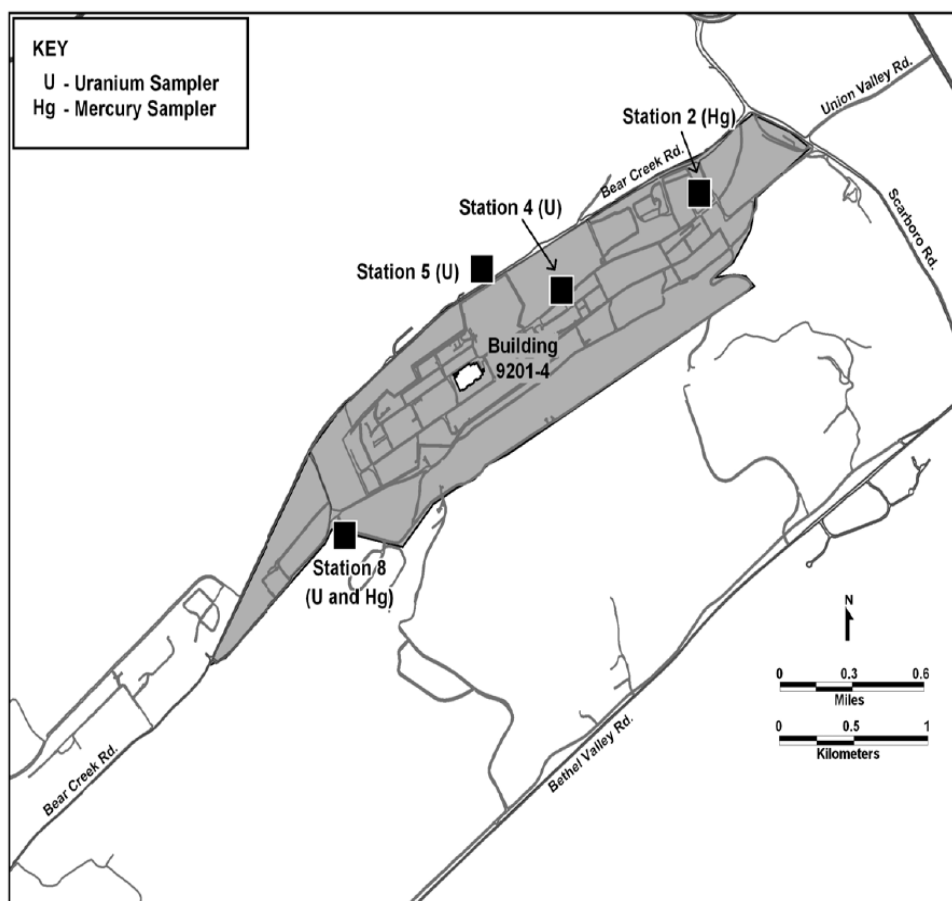 KEY
U - Uranium Sampler
Hg - Mercury Sampler
Union Valley Rd.
Station 2 (Hg)
Bear Creek Rd.
Station 4 (U)
Scarboro Rd.
Station 5 (U)
Building
9201-4
Station 8
(U and Hg)
N
0 0.3 0.6
Miles
0 0.5 1
Kilometers
Bethel Valley Rd.
Bear Creek Rd.